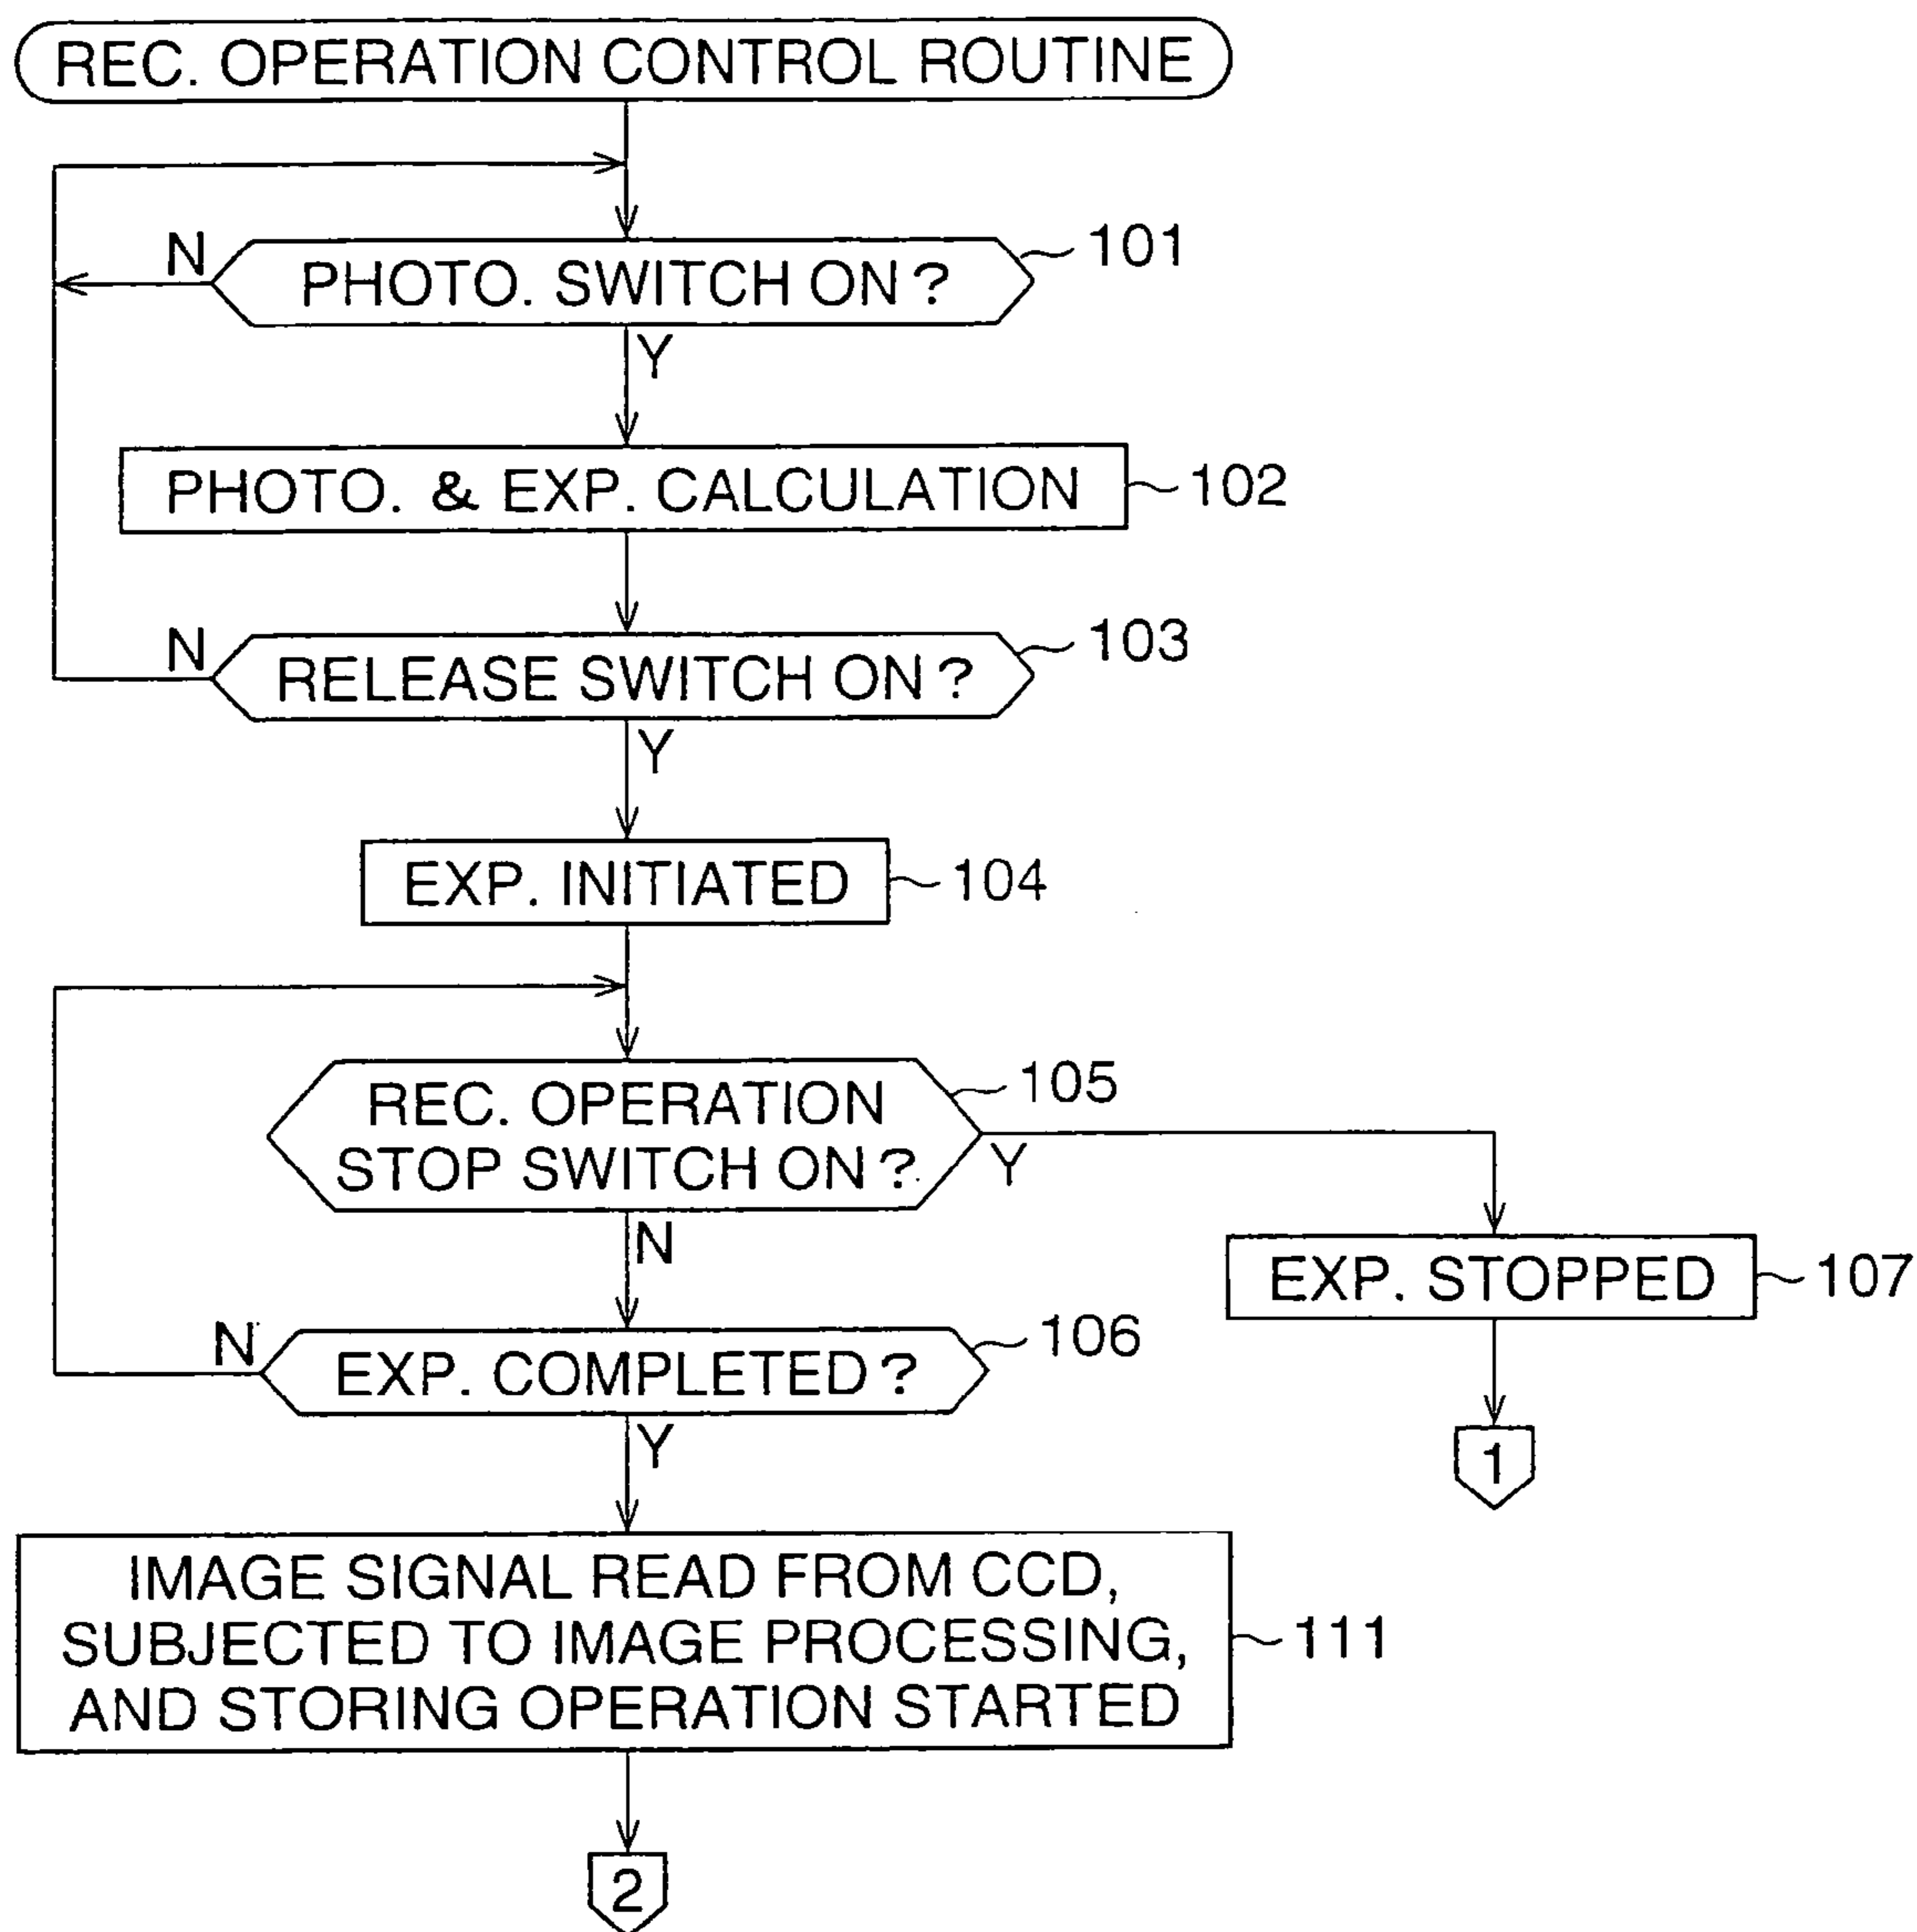 REC. OPERATION CONTROL ROUTINE
N
PHOTO. SWITCH ON ?
101
Y
PHOTO. & EXP. CALCULATION
102
N
RELEASE SWITCH ON ?
103
Y
EXP. INITIATED
104
REC. OPERATION
STOP SWITCH ON ?
105
Y
N
EXP. STOPPED
107
N
EXP. COMPLETED ?
106
Y
1
IMAGE SIGNAL READ FROM CCD,
SUBJECTED TO IMAGE PROCESSING,
AND STORING OPERATION STARTED
111
2